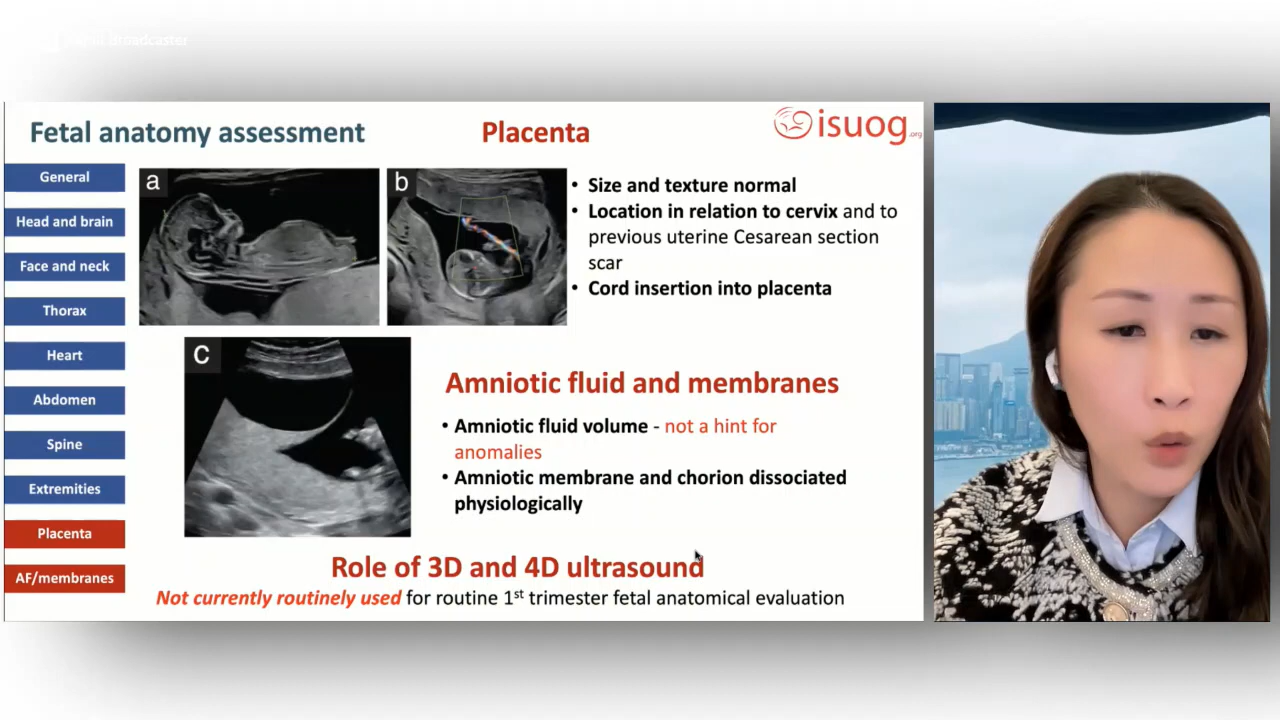 Broadcaster
Fetal anatomy assessment
Placenta
isuog.org
General
Head and brain
Face and neck
Thorax
Heart
Abdomen
Spine
Extremities
Placenta
AF/membranes
a
b
c
• Size and texture normal
• Location in relation to cervix and to
previous uterine Cesarean section
scar
• Cord insertion into placenta
Amniotic fluid and membranes
• Amniotic fluid volume - not a hint for
anomalies
• Amniotic membrane and chorion dissociated
physiologically
Role of 3D and 4D ultrasound
Not currently routinely used for routine 1st trimester fetal anatomical evaluation